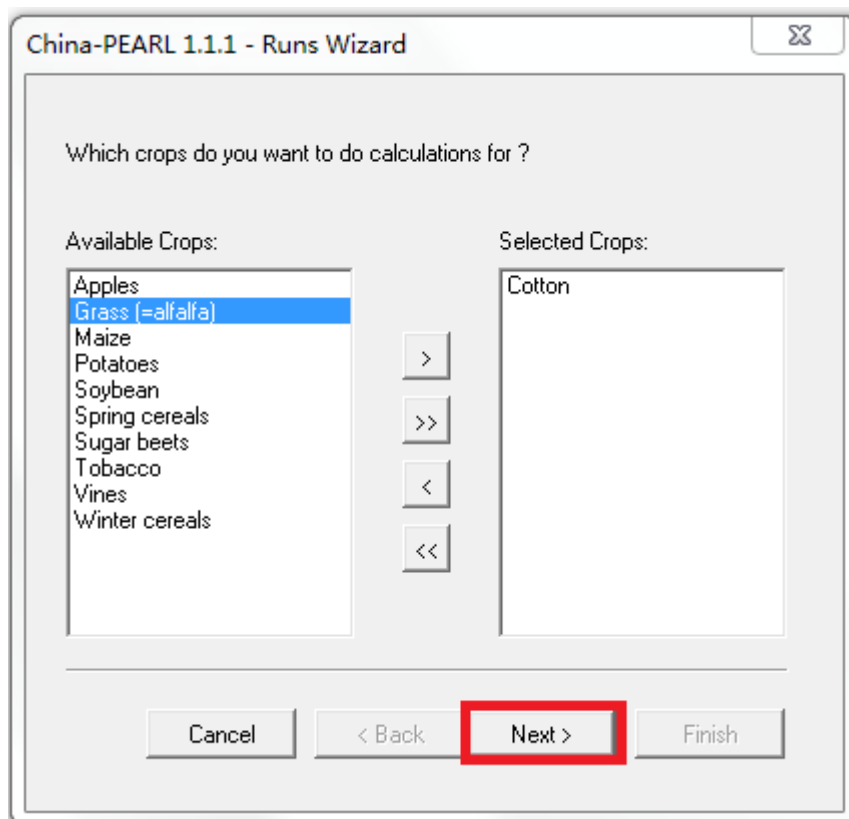 China-PEARL 1.1.1 - Runs Wizard
Which crops do you want to do calculations for ?
Available Crops:
Selected Crops:
Apples
Grass (=alfalfa)
Maize
Potatoes
Soybean
Spring cereals
Sugar beets
Tobacco
Vines
Winter cereals
>
>>
<
<<
Cotton
Cancel
< Back
Next >
Finish